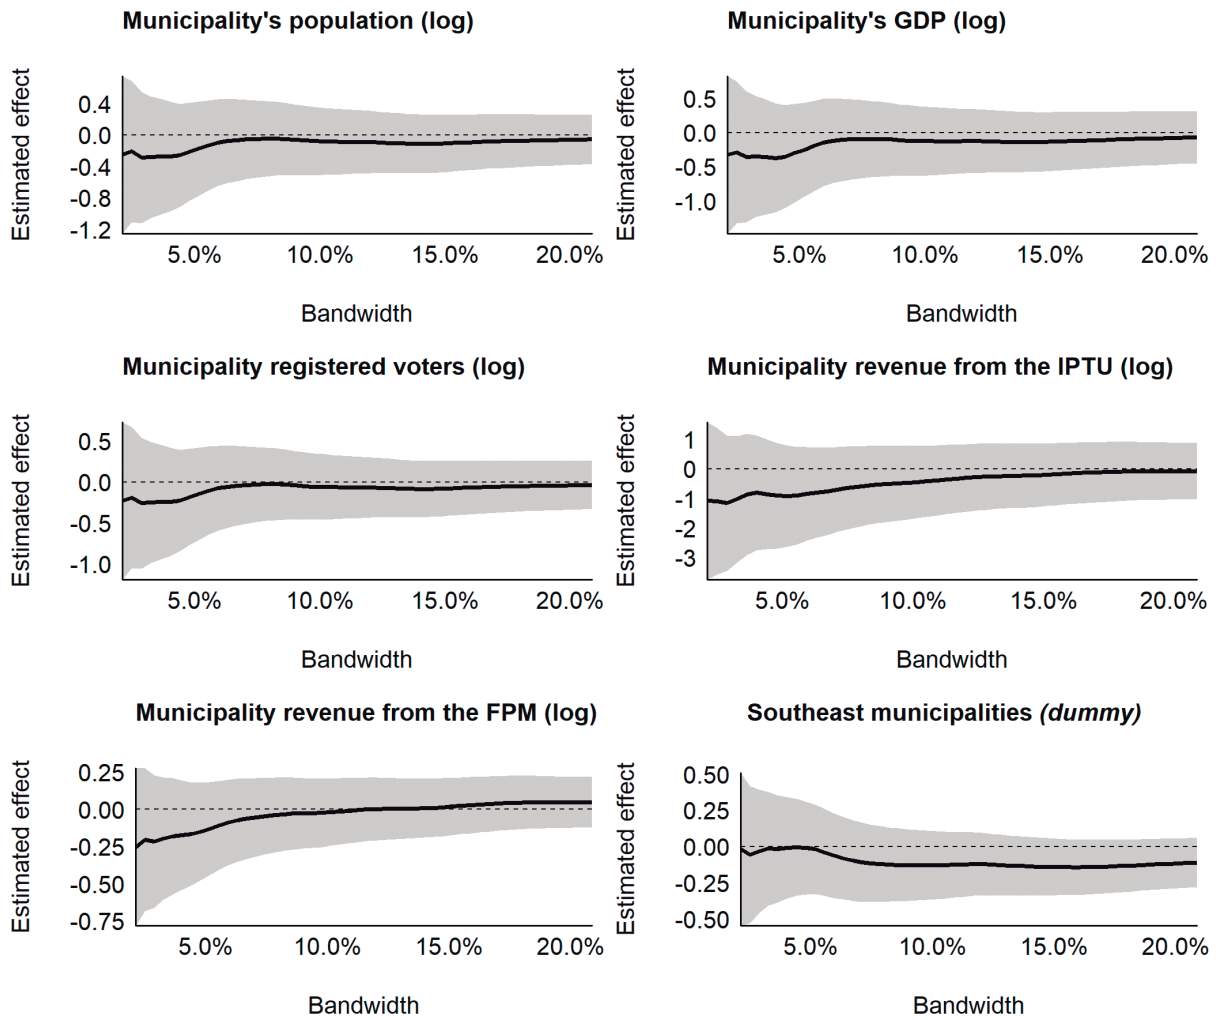 Municipality's population (log)
Estimated effect
0.4
0.0
-0.4
-0.8
-1.2
5.0%
10.0%
15.0%
20.0%
Bandwidth
Municipality's GDP (log)
Estimated effect
0.5
0.0
-0.5
-1.0
5.0%
10.0%
15.0%
20.0%
Bandwidth
Municipality registered voters (log)
Estimated effect
0.5
0.0
-0.5
-1.0
5.0%
10.0%
15.0%
20.0%
Bandwidth
Municipality revenue from the IPTU (log)
Estimated effect
1
0
-1
-2
-3
5.0%
10.0%
15.0%
20.0%
Bandwidth
Municipality revenue from the FPM (log)
Estimated effect
0.25
0.00
-0.25
-0.50
-0.75
5.0%
10.0%
15.0%
20.0%
Bandwidth
Southeast municipalities (dummy)
Estimated effect
0.50
0.25
0.00
-0.25
-0.50
5.0%
10.0%
15.0%
20.0%
Bandwidth